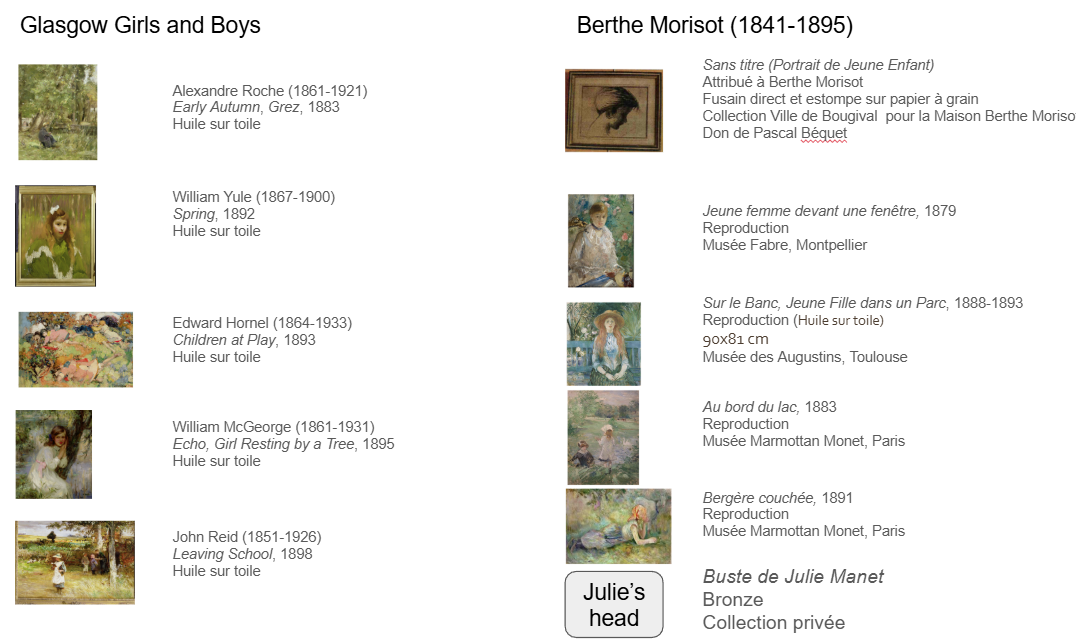 Glasgow Girls and Boys
Alexandre Roche (1861-1921)
Early Autumn, Grez, 1883
Huile sur toile
William Yule (1867-1900)
Spring, 1892
Huile sur toile
Edward Hornel (1864-1933)
Children at Play, 1893
Huile sur toile
William McGeorge (1861-1931)
Echo, Girl Resting by a Tree, 1895
Huile sur toile
John Reid (1851-1926)
Leaving School, 1898
Huile sur toile
Berthe Morisot (1841-1895)
Sans titre (Portrait de Jeune Enfant)
Attribué à Berthe Morisot
Fusain direct et estompe sur papier à grain
Collection Ville de Bougival pour la Maison Berthe Moriso
Don de Pascal Béquet
Jeune femme devant une fenêtre, 1879
Reproduction
Musée Fabre, Montpellier
Sur le Banc, Jeune Fille dans un Parc, 1888-1893
Reproduction (Huile sur toile)
90x81 cm
Musée des Augustins, Toulouse
Au bord du lac, 1883
Reproduction
Musée Marmottan Monet, Paris
Bergère couchée, 1891
Reproduction
Musée Marmottan Monet, Paris
Julie’s
head
Buste de Julie Manet
Bronze
Collection privée